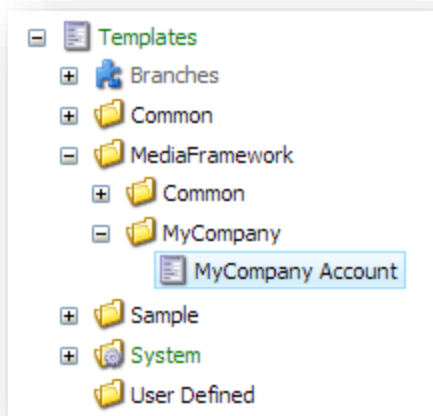 Templates
Branches
Common
MediaFramework
Common
MyCompany
MyCompany Account
Sample
System
User Defined